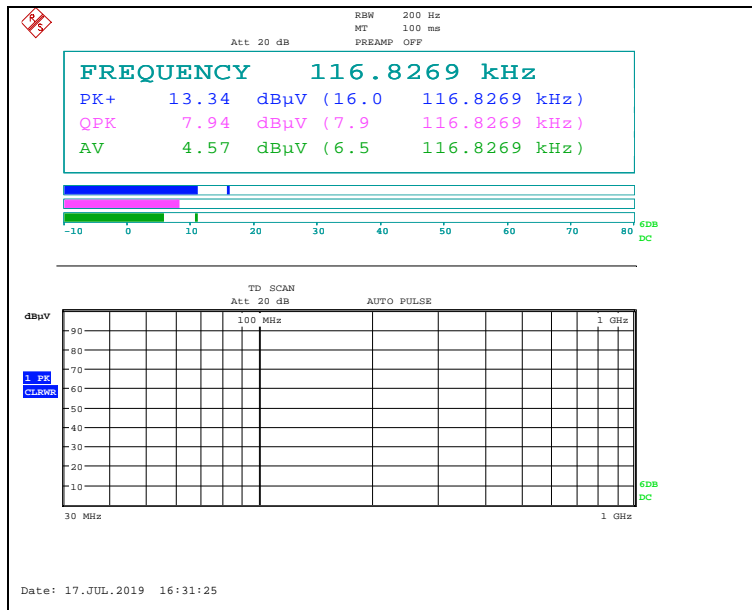 R S
RBW 200 Hz
MT 100 ms
Att 20 dB PREAMP OFF
FREQUENCY 116.8269 kHz
PK+ 13.34 dBµV (16.0 116.8269 kHz)
QPK 7.94 dBµV (7.9 116.8269 kHz)
AV 4.57 dBµV (6.5 116.8269 kHz)
-10 0 10 20 30 40 50 60 70 80
6DB
DC
TD SCAN
Att 20 dB AUTO PULSE
dBµV
100 MHz 1 GHz
90
80
70
1 PK
60
CLRWR
50
40
30
20
10
6DB
DC
30 MHz 1 GHz
Date: 17.JUL.2019 16:31:25